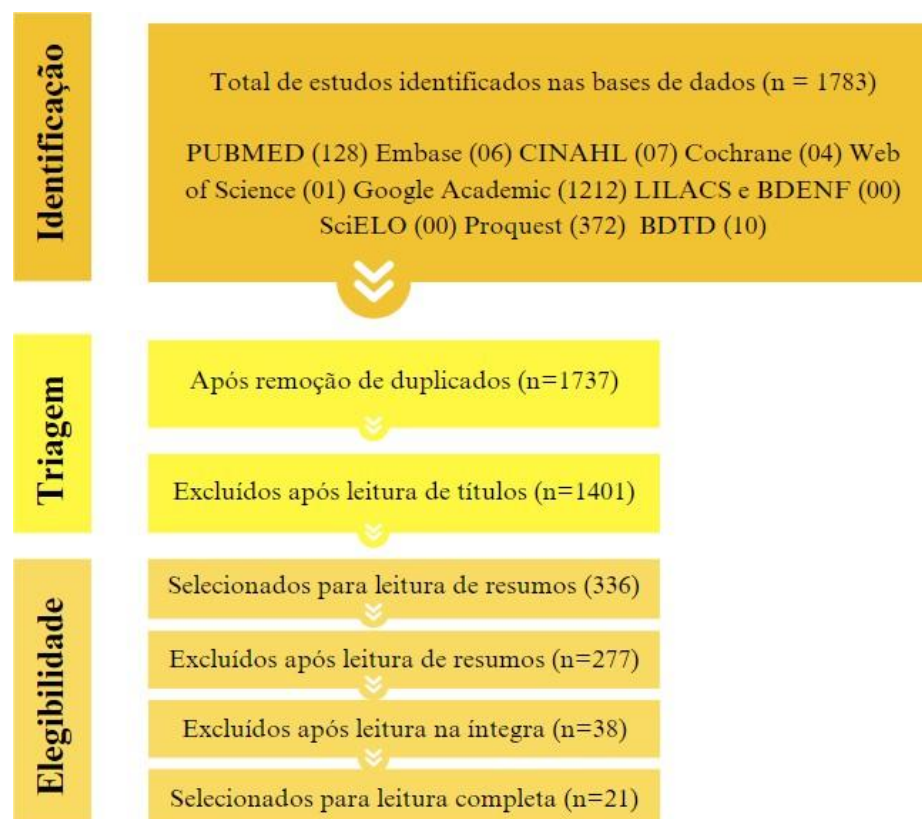 Identificação
Total de estudos identificados nas bases de dados (n = 1783)
PUBMED (128) Embase (06) CINAHL (07) Cochrane (04) Web
of Science (01) Google Academic (1212) LILACS e BDENF (00)
SciELO (00) Proquest (372) BDTD (10)
Triagem
Após remoção de duplicados (n=1737)
Excluídos após leitura de títulos (n=1401)
Elegibilidade
Selecionados para leitura de resumos (336)
Excluídos após leitura de resumos (n=277)
Excluídos após leitura na íntegra (n=38)
Selecionados para leitura completa (n=21)